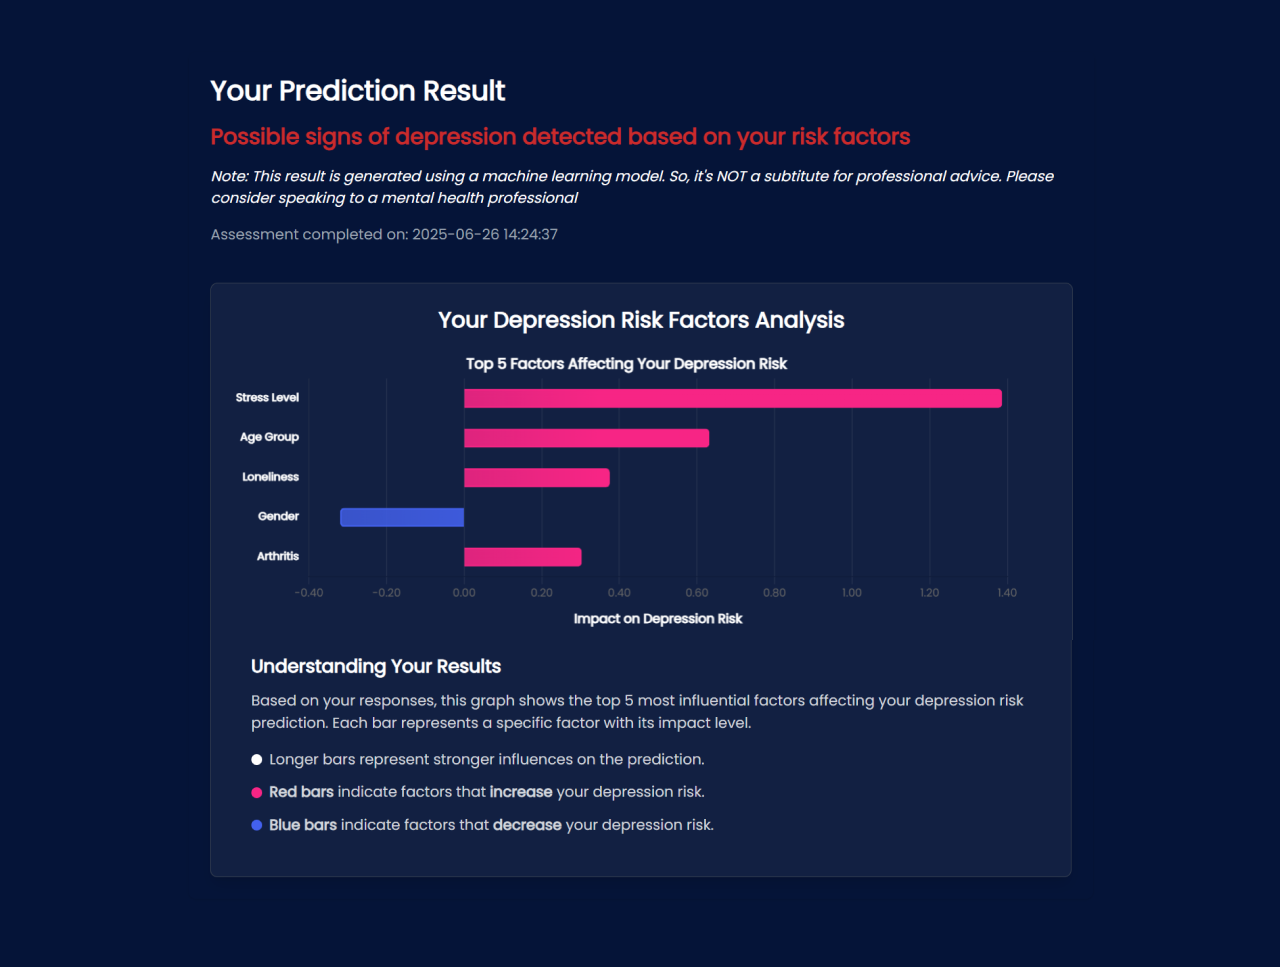 Your Prediction Result
Possible signs of depression detected based on your risk factors
Note: This result is generated using a machine learning model. So, it's NOT a subtitute for professional advice. Please
consider speaking to a mental health professional
Assessment completed on: 2025-06-26 14:24:37
Your Depression Risk Factors Analysis
Top 5 Factors Affecting Your Depression Risk
Stress Level
Age Group
Loneliness
Gender
Arthritis
-0.40 -0.20 0.00 0.20 0.40 0.60 0.80 1.00 1.20 1.40
Impact on Depression Risk
Understanding Your Results
Based on your responses, this graph shows the top 5 most influential factors affecting your depression risk
prediction. Each bar represents a specific factor with its impact level.
Longer bars represent stronger influences on the prediction.
Red bars indicate factors that increase your depression risk.
Blue bars indicate factors that decrease your depression risk.